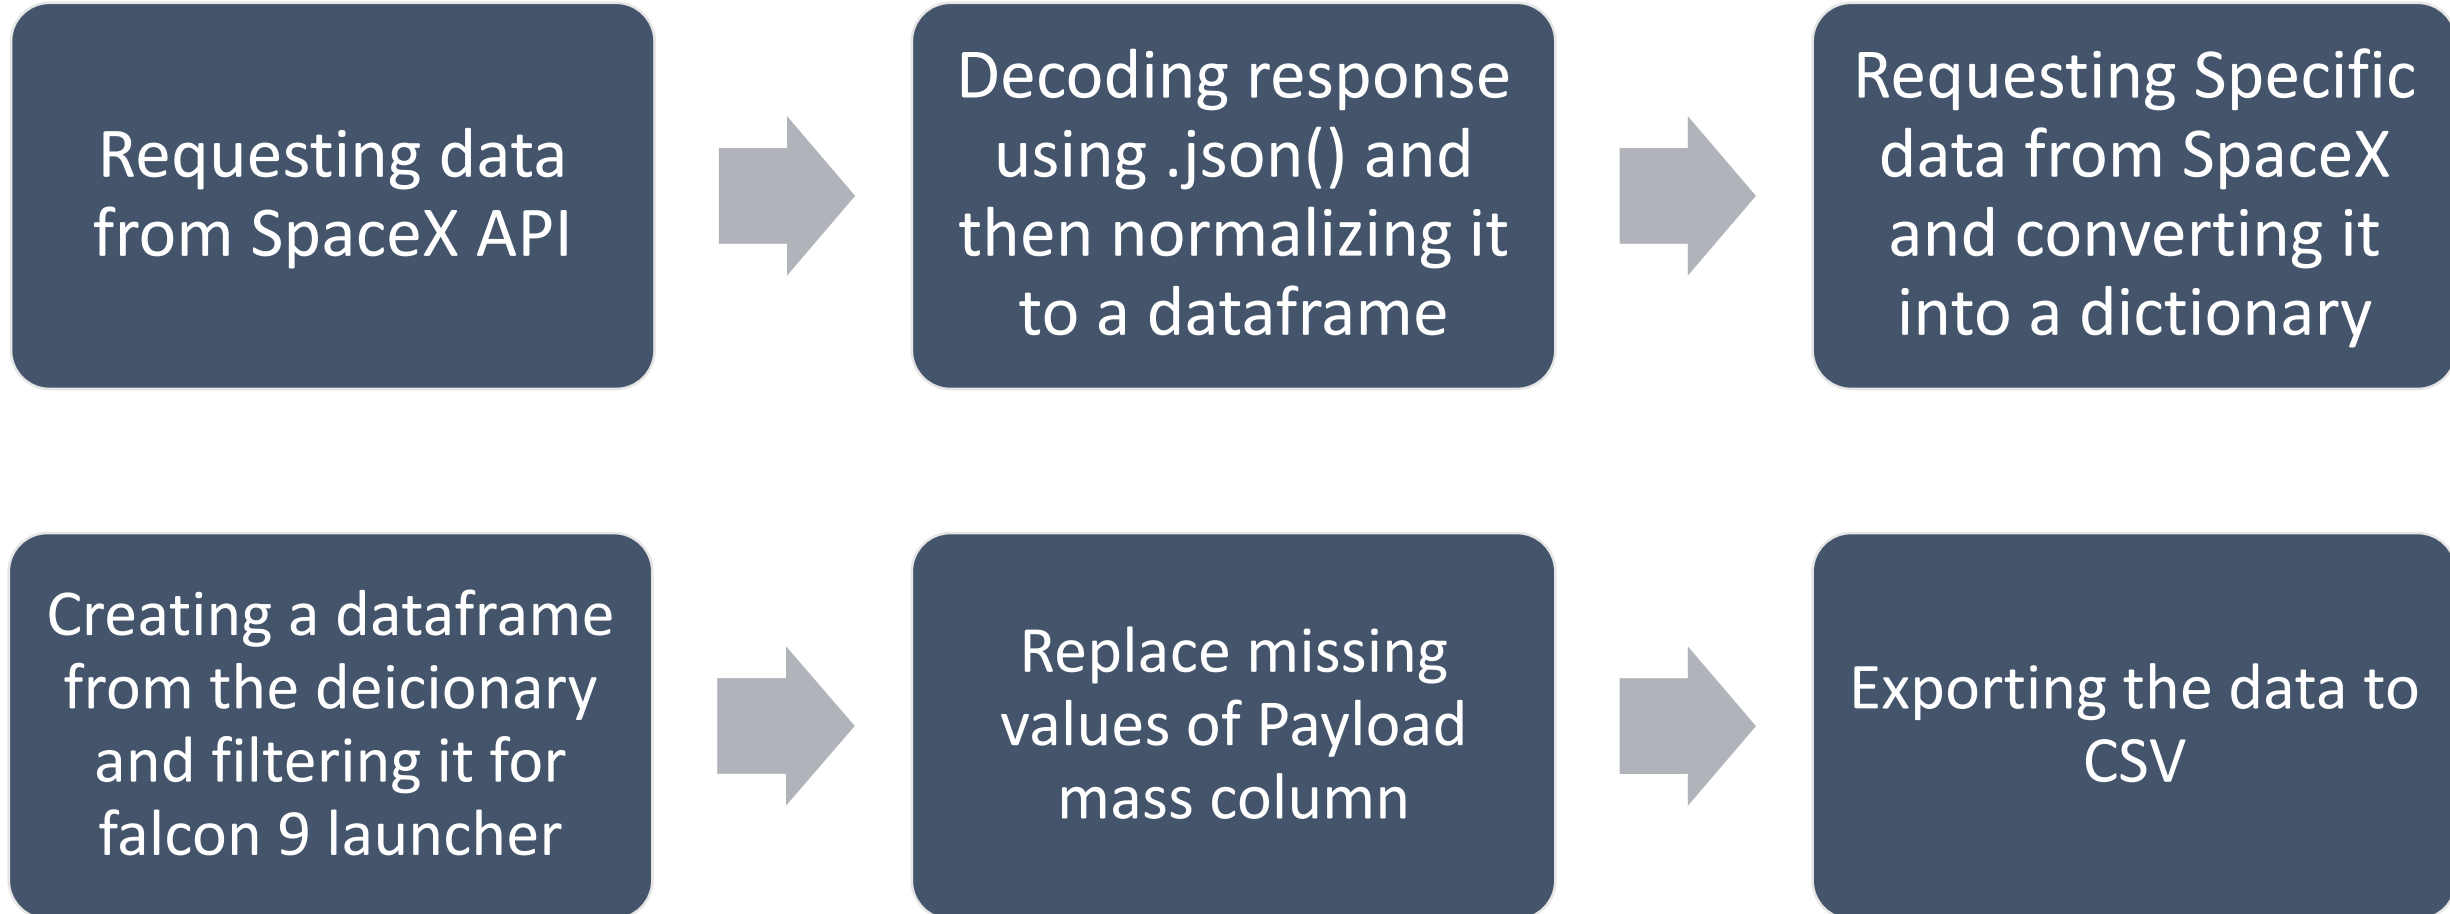 Requesting data
from SpaceX API
Decoding response
using .json() and
then normalizing it
to a dataframe
Requesting Specific
data from SpaceX
and converting it
into a dictionary
Creating a dataframe
from the deicionary
and filtering it for
falcon 9 launcher
Replace missing
values of Payload
mass column
Exporting the data to
CSV